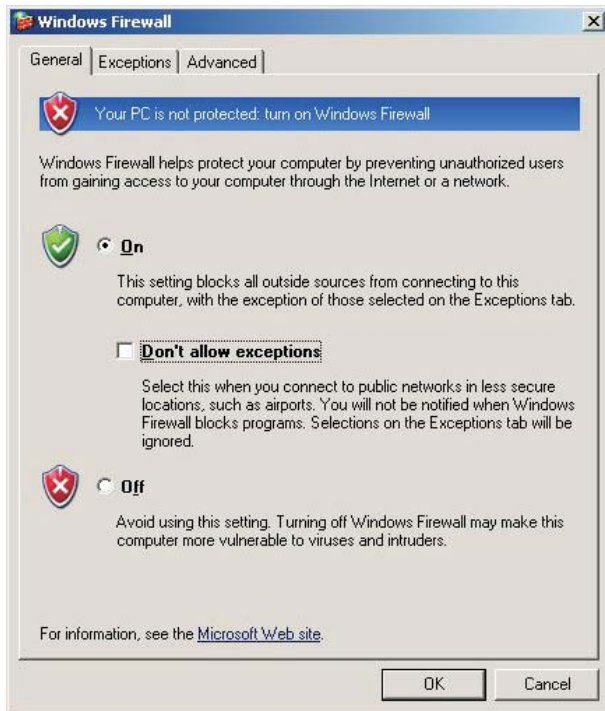 Windows Firewall
General Exceptions Advanced
Your PC is not protected: turn on Windows Firewall
Windows Firewall helps protect your computer by preventing unauthorized users
from gaining access to your computer through the Internet or a network.
On
This setting blocks all outside sources from connecting to this
computer, with the exception of those selected on the Exceptions tab.
Don't allow exceptions
Select this when you connect to public networks in less secure
locations, such as airports. You will not be notified when Windows
Firewall blocks programs. Selections on the Exceptions tab will be
ignored.
Off
Avoid using this setting. Turning off Windows Firewall may make this
computer more vulnerable to viruses and intruders.
For information, see the Microsoft Web site.
OK Cancel